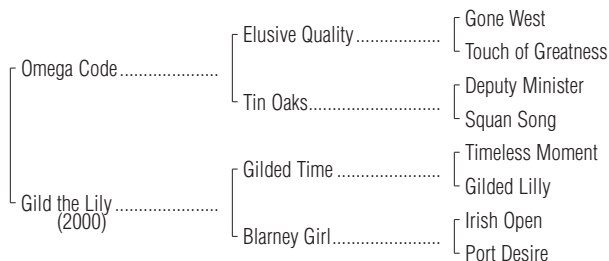 Gone West
Elusive Quality ....................
Touch of Greatness
Omega Code .......................
Deputy Minister
Tin Oaks ...............................
Squan Song
Timeless Moment
Gilded Time ........................
Gilded Lilly
Gild the Lily ........................
(2000)
Irish Open
Blarney Girl .........................
Port Desire